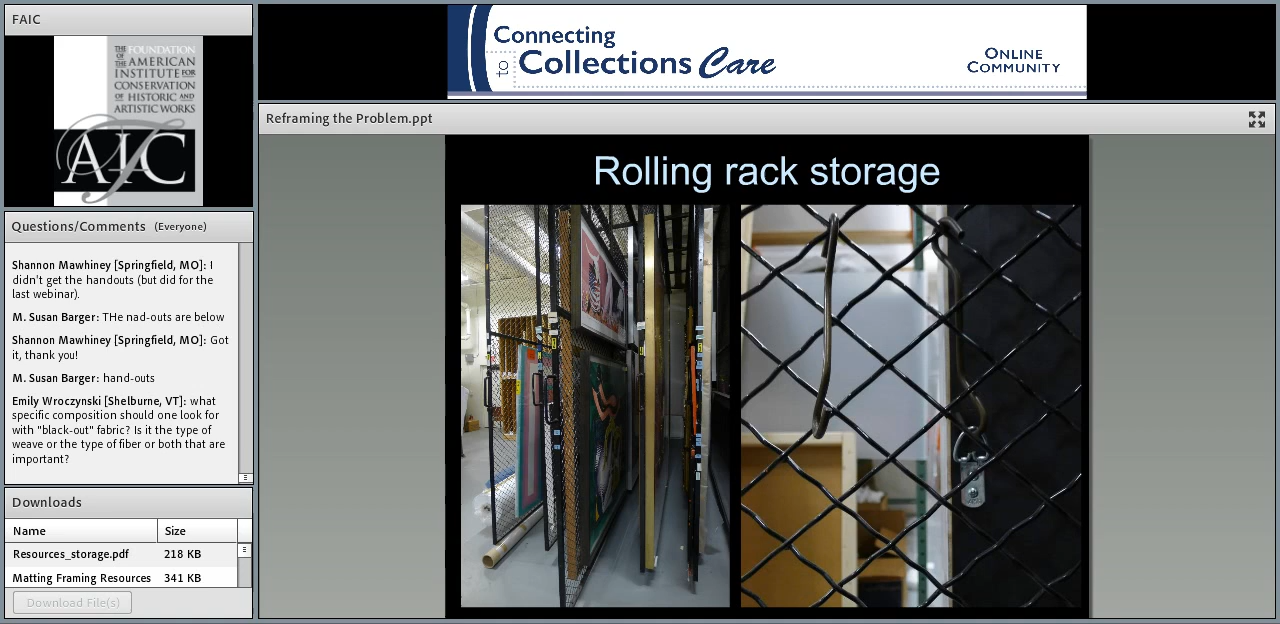 FAIC
THE FOUNDATION
OF THE AMERICAN
INSTITUTE FOR
CONSERVATION
OF HISTORIC AND
ARTISTIC WORKS
FAIC
Connecting
to Collections Care
ONLINE
COMMUNITY
Reframing the Problem.ppt
Rolling rack storage
Questions/Comments (Everyone)
Shannon Mawhiney [Springfield, MO]: I
didn't get the handouts (but did for the
last webinar).
M. Susan Barger: THe nad-outs are below
Shannon Mawhiney [Springfield, MO]: Got
it, thank you!
M. Susan Barger: hand-outs
Emily Wroczynski [Shelburne, VT]: what
specific composition should one look for
with "black-out" fabric? Is it the type of
weave or the type of fiber or both that are
important?
Downloads
Name Size
Resources_storage.pdf 218 KB
Matting Framing Resources 341 KB
Download File(s)